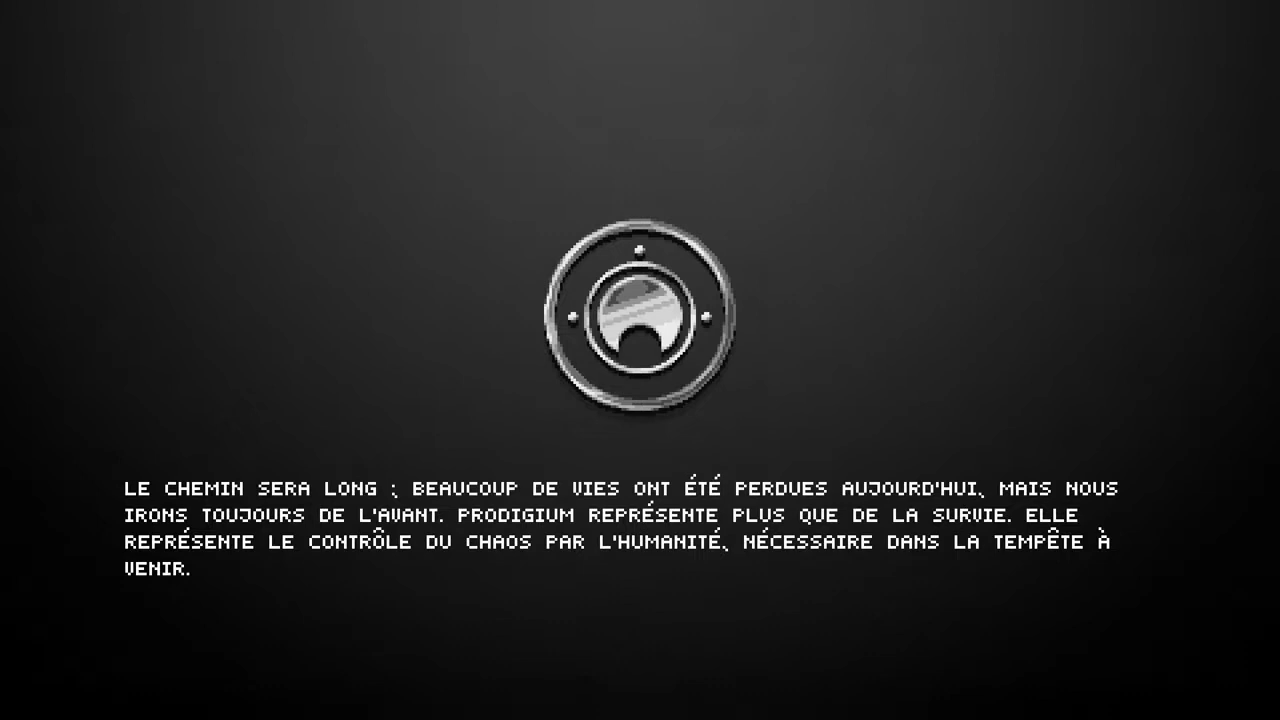 LE CHEMIN SERA LONG ; BEAUCOUP DE VIES ONT ÉTÉ PERDUES AUJOURD'HUI, MAIS NOUS
IRONS TOUJOURS DE L'AVANT. PRODIGIUM REPRÉSENTE PLUS QUE DE LA SURVIE. ELLE
REPRÉSENTE LE CONTRÔLE DU CHAOS PAR L'HUMANITÉ, NÉCESSAIRE DANS LA TEMPÊTE À
VENIR.